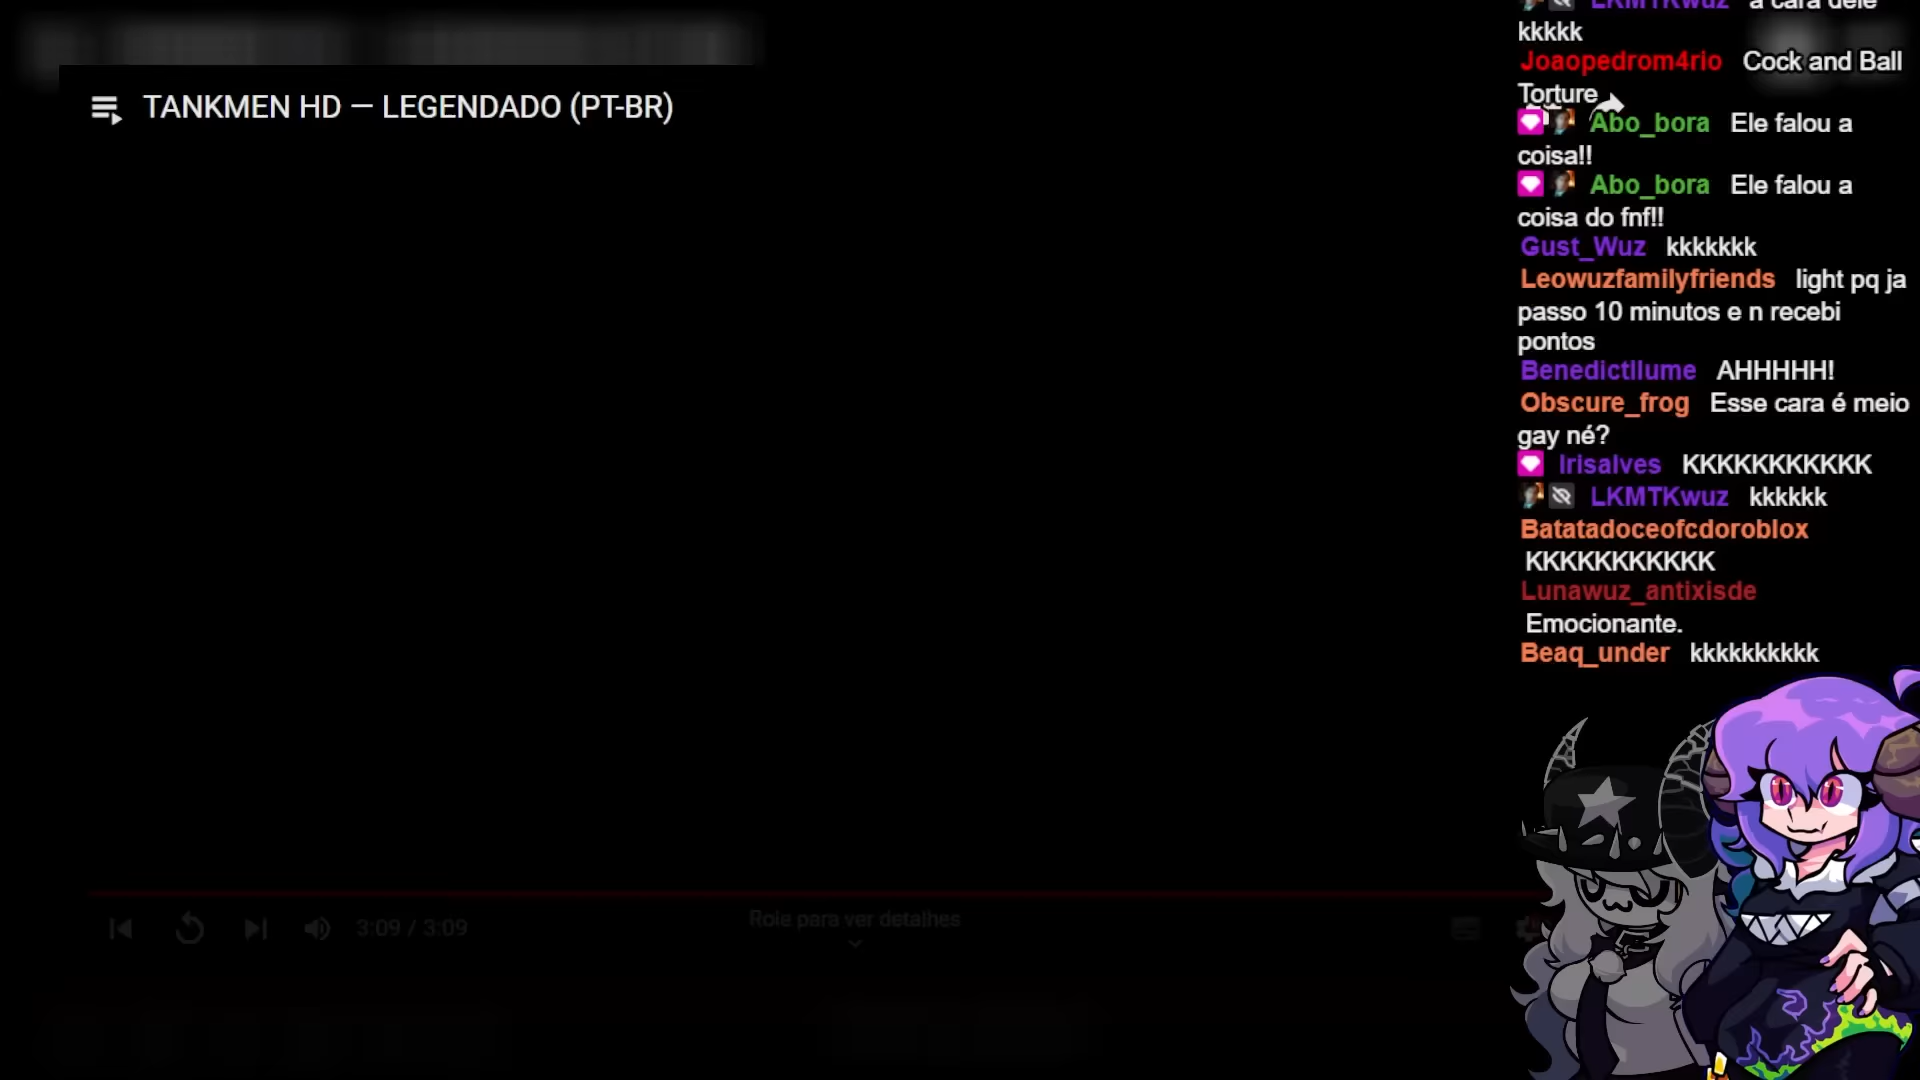 TANKMEN HD — LEGENDADO (PT-BR)
LKMTKwuz a cara dele
kkkkk
Joaopedrom4rio Cock and Ball
Torture
Abo_bora Ele falou a
coisa!!
Abo_bora Ele falou a
coisa do fnf!!
Gust_Wuz kkkkkkk
Leowuzfamilyfriends light pq ja
passo 10 minutos e n recebi
pontos
Benedictllume AHHHHH!
Obscure_frog Esse cara é meio
gay né?
Irisalves KKKKKKKKKKK
LKMTKwuz kkkkkk
Batatadoceofcdoroblox
KKKKKKKKKKK
Lunawuz_antixisde
Emocionante.
Beaq_under kkkkkkkkkk
3:09 / 3:09
Role para ver detalhes